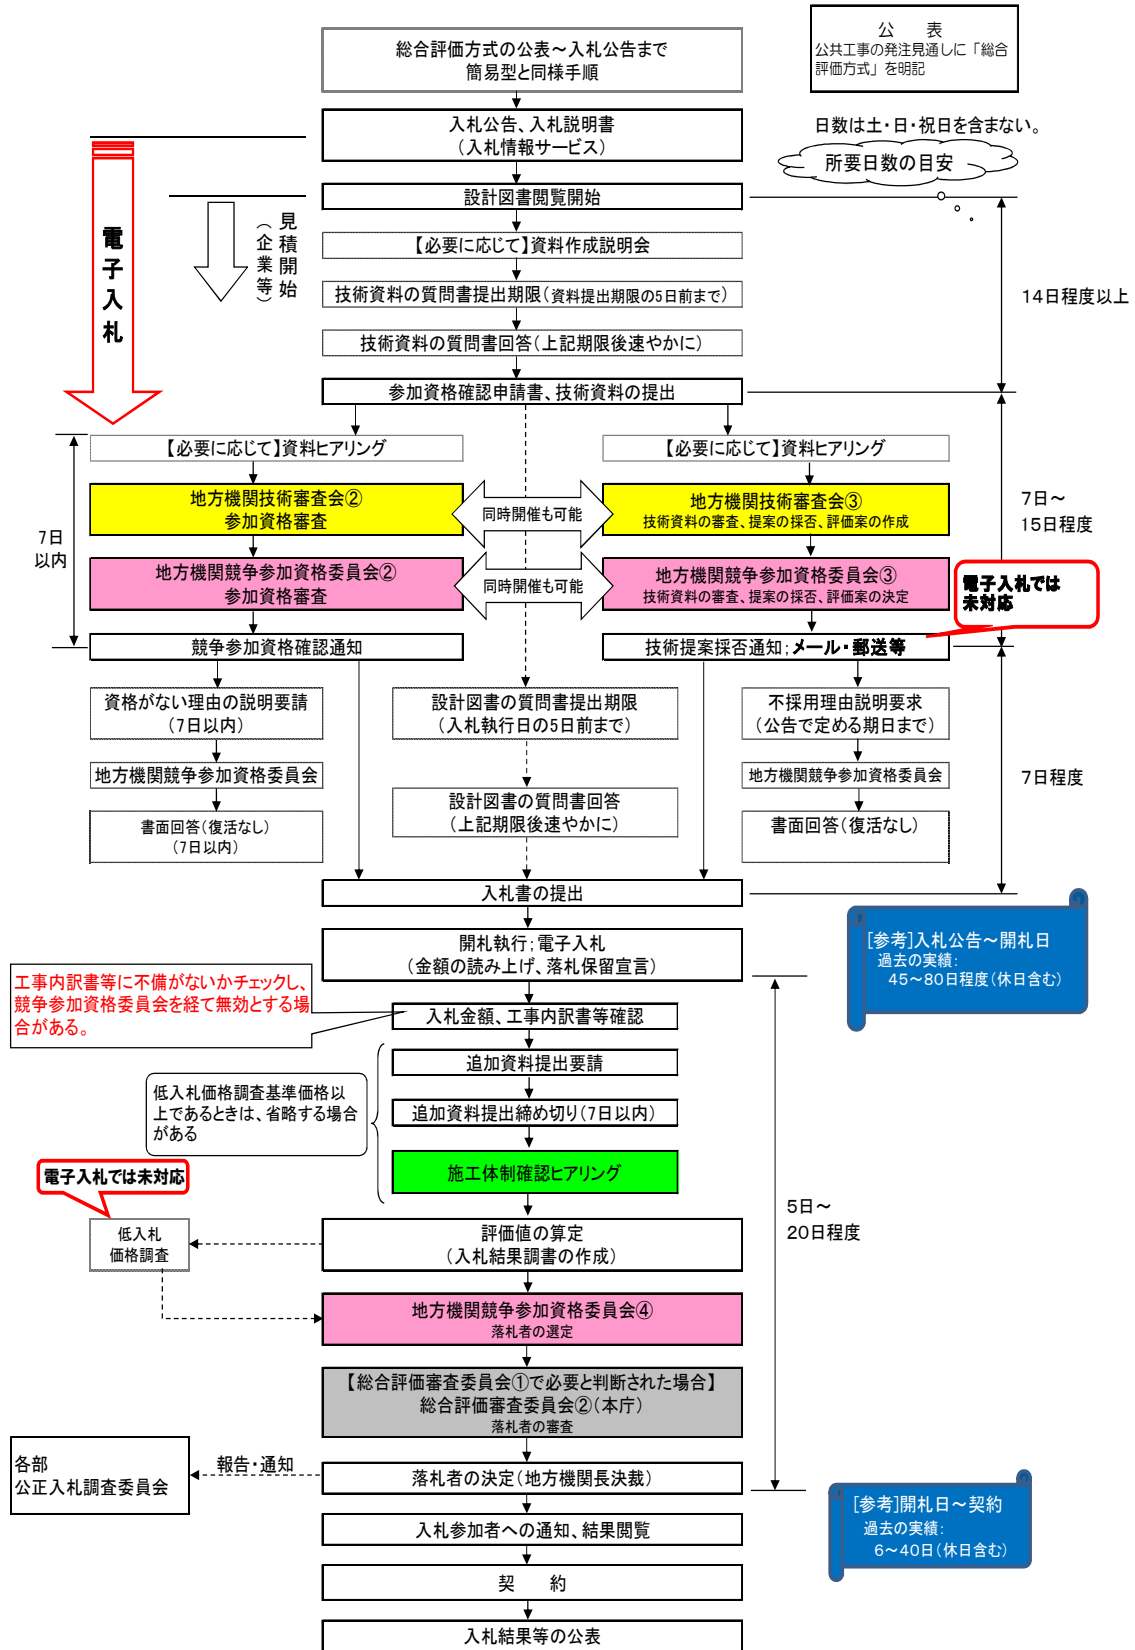 総合評価方式の公表～入札公告まで
簡易型と同様手順
公　表
公共工事の発注見通しに「総合
評価方式」を明記
入札公告、入札説明書
(入札情報サービス)
日数は土・日・祝日を含まない。
所要日数の目安
設計図書閲覧開始
電子入札
見積開始
(企業等)
【必要に応じて】資料作成説明会
技術資料の質問書提出期限(資料提出期限の5日前まで)
14日程度以上
技術資料の質問書回答(上記期限後速やかに)
参加資格確認申請書、技術資料の提出
【必要に応じて】資料ヒアリング
【必要に応じて】資料ヒアリング
地方機関技術審査会②
参加資格審査
同時開催も可能
地方機関技術審査会③
技術資料の審査、提案の採否、評価案の作成
7日～
15日程度
7日
以内
地方機関競争参加資格委員会②
参加資格審査
同時開催も可能
地方機関競争参加資格委員会③
技術資料の審査、提案の採否、評価案の決定
電子入札では
未対応
競争参加資格確認通知
技術提案採否通知；メール・郵送等
資格がない理由の説明要請
(7日以内)
設計図書の質問書提出期限
(入札執行日の5日前まで)
不採用理由説明要求
(公告で定める期日まで)
地方機関競争参加資格委員会
地方機関競争参加資格委員会
7日程度
書面回答(復活なし)
(7日以内)
設計図書の質問書回答
(上記期限後速やかに)
書面回答(復活なし)
入札書の提出
開札執行；電子入札
(金額の読み上げ、落札保留宣言)
[参考]入札公告～開札日
過去の実績：
45～80日程度(休日含む)
工事内訳書等に不備がないかチェックし、
競争参加資格委員会を経て無効とする場
合がある。
入札金額、工事内訳書等確認
追加資料提出要請
低入札価格調査基準価格以
上であるときは、省略する場合
がある
追加資料提出締め切り(7日以内)
電子入札では未対応
施工体制確認ヒアリング
5日～
20日程度
低入札
価格調査
評価値の算定
(入札結果調書の作成)
地方機関競争参加資格委員会④
落札者の選定
【総合評価審査委員会①で必要と判断された場合】
総合評価審査委員会②(本庁)
落札者の審査
各部
公正入札調査委員会
報告・通知
落札者の決定(地方機関長決裁)
[参考]開札日～契約
過去の実績：
6～40日(休日含む)
入札参加者への通知、結果閲覧
契　約
入札結果等の公表